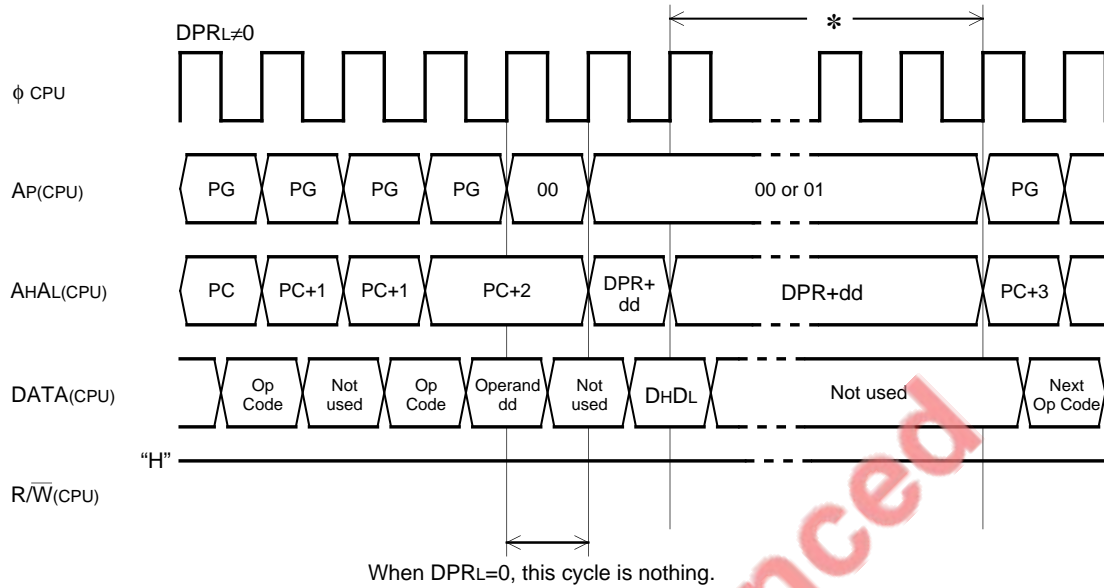 DPRL≠0
*
ϕ CPU
AP(CPU) PG PG PG PG 00 00 or 01 PG
AHAL(CPU) PC PC+1 PC+1 PC+2 DPR+ dd DPR+dd PC+3
DATA(CPU) Op Code Not used Op Code Operand dd Not used DHDL Not used Next Op Code
"H"
R/W̅(CPU)
When DPRL=0, this cycle is nothing.
nced